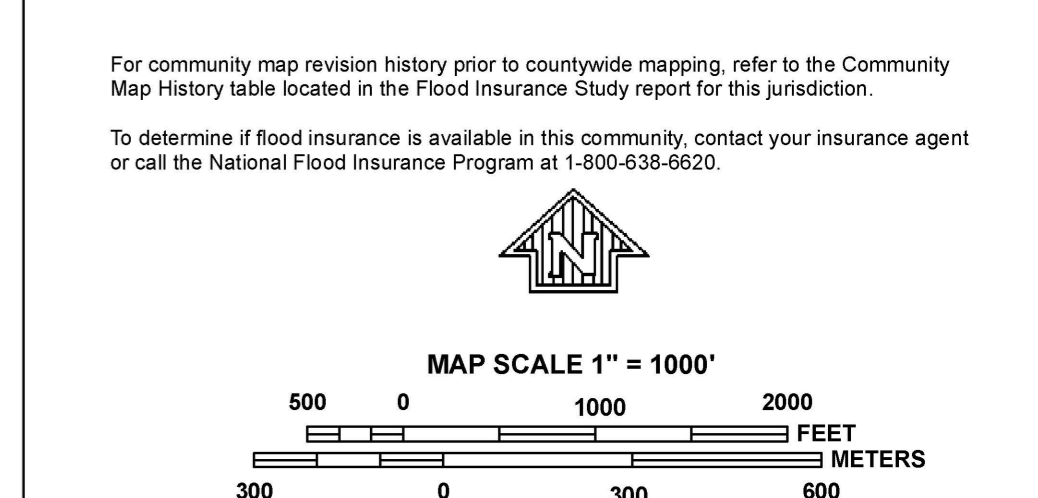 For community map revision history prior to countywide mapping, refer to the Community
Map History table located in the Flood Insurance Study report for this jurisdiction.
To determine if flood insurance is available in this community, contact your insurance agent
or call the National Flood Insurance Program at 1-800-638-6620.
N
MAP SCALE 1" = 1000'
500 0 1000 2000
FEET
METERS
300 0 300 600